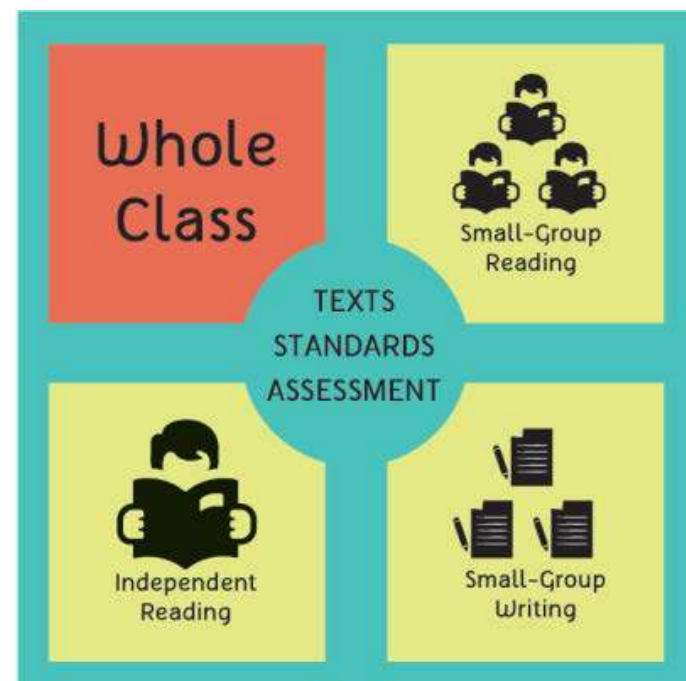 Whole
Class
Small-Group
Reading
TEXTS
STANDARDS
ASSESSMENT
Independent
Reading
Small-Group
Writing